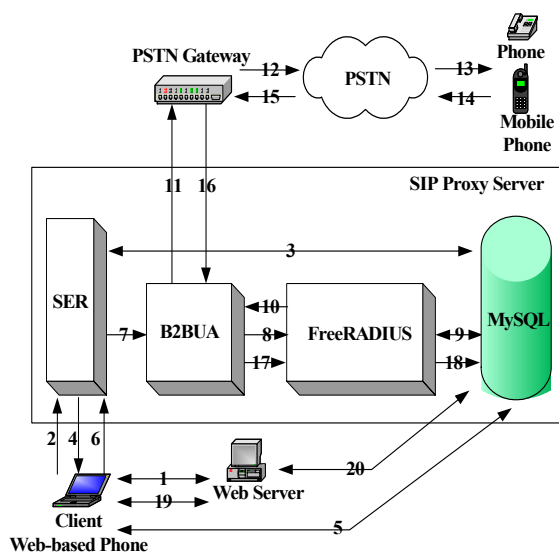 Phone
PSTN Gateway
12
PSTN
13
15
14
Mobile
Phone
11
16
SIP Proxy Server
3
SER
10
MySQL
7
B2BUA
8
FreeRADIUS
9
17
18
2
4
6
1
20
Web Server
19
Client
5
Web-based Phone